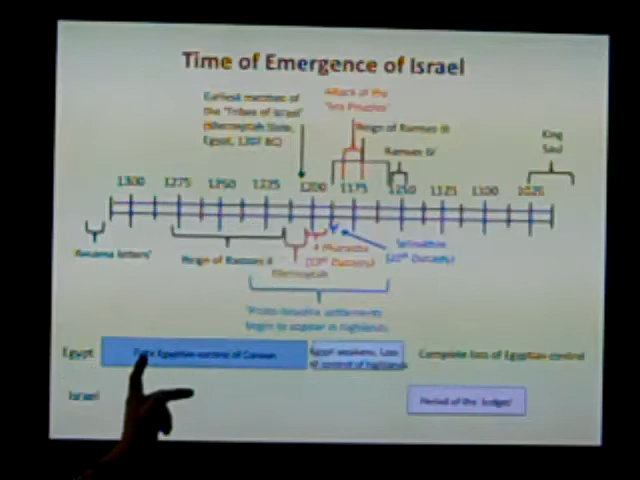 Time of Emergence of Israel
Earliest mention of
the 'Tribes of Israel'
(Merneptah Stele,
Egypt, 1207 BC)
Attack of the
'Sea Peoples'
Reign of Ramses III
Ramses IV
King
Saul
1300 1275 1250 1225 1200 1175 1250 1125 1100 1025
'Amarna letters'
Reign of Ramses II
Merneptah
4 Pharaohs
(19th Dynasty)
Setnakhte
(20th Dynasty)
'Proto-Israelite' settlements
begin to appear in highlands
Egypt
Egyptian control of Canaan
Egypt weakens, Loss
of control of highlands
Complete loss of Egyptian control
Israel
Period of the 'Judges'